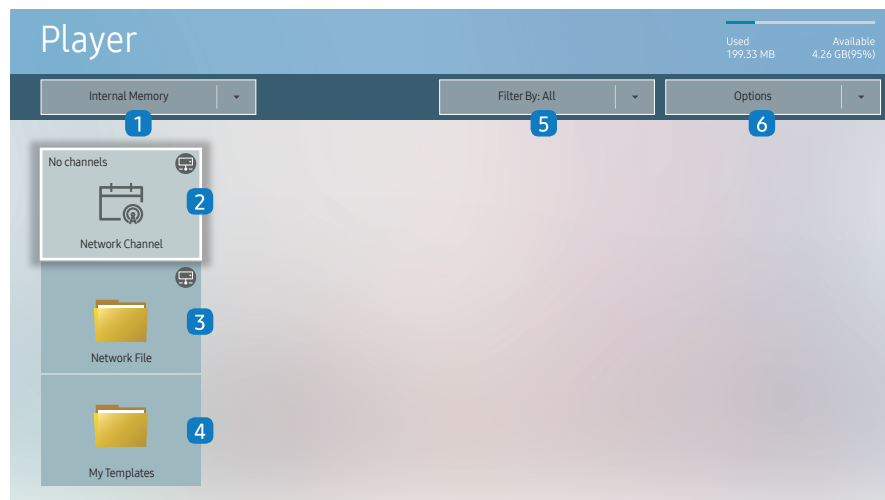 Player
Used Available
199.33 MB 4.26 GB(95%)
Internal Memory
Filter By: All
Options
1
5
6
No channels
2
Network Channel
3
Network File
4
My Templates